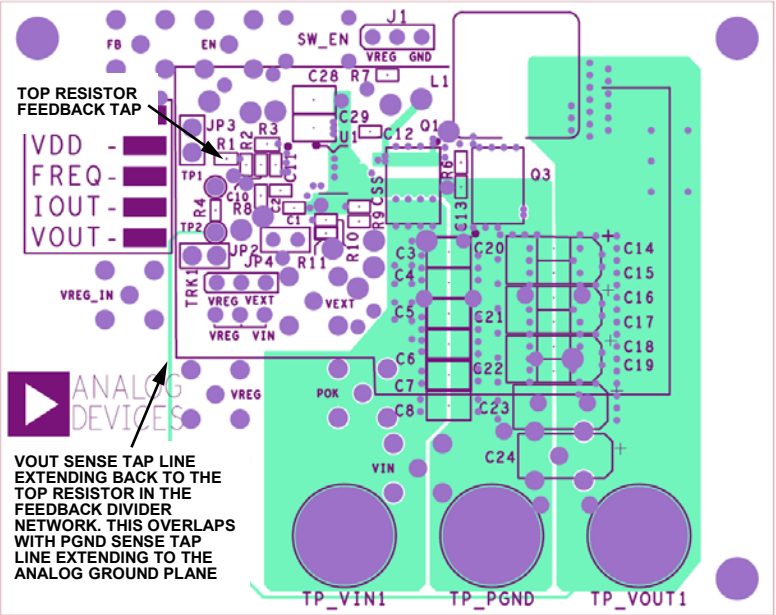 J1
FB
EN
SW_EN
VREG GND
C28
R7
L1
TOP RESISTOR
FEEDBACK TAP
C29
JP3
R2
R3
U1
C12
Q1
R1
VDD -
FREQ-
IOUT -
VOUT-
TP1
C11
R6
Q3
C10
CSS
R4
R8
C2
C13
C1
R9
TP2
R10
JP2
JP4
R11
C3
C20
C14
TRK1
C4
C15
VREG_IN
VREG VEXT
VEXT
C16
C5
C21
C17
VREG VIN
C18
C6
C22
C19
ANALOG
DEVICES
VREG
POK
C7
C8
C23
VOUT SENSE TAP LINE
EXTENDING BACK TO THE
TOP RESISTOR IN THE
FEEDBACK DIVIDER
NETWORK. THIS OVERLAPS
WITH PGND SENSE TAP
LINE EXTENDING TO THE
ANALOG GROUND PLANE
C24
VIN
TP_VIN1
TP_PGND
TP_VOUT1